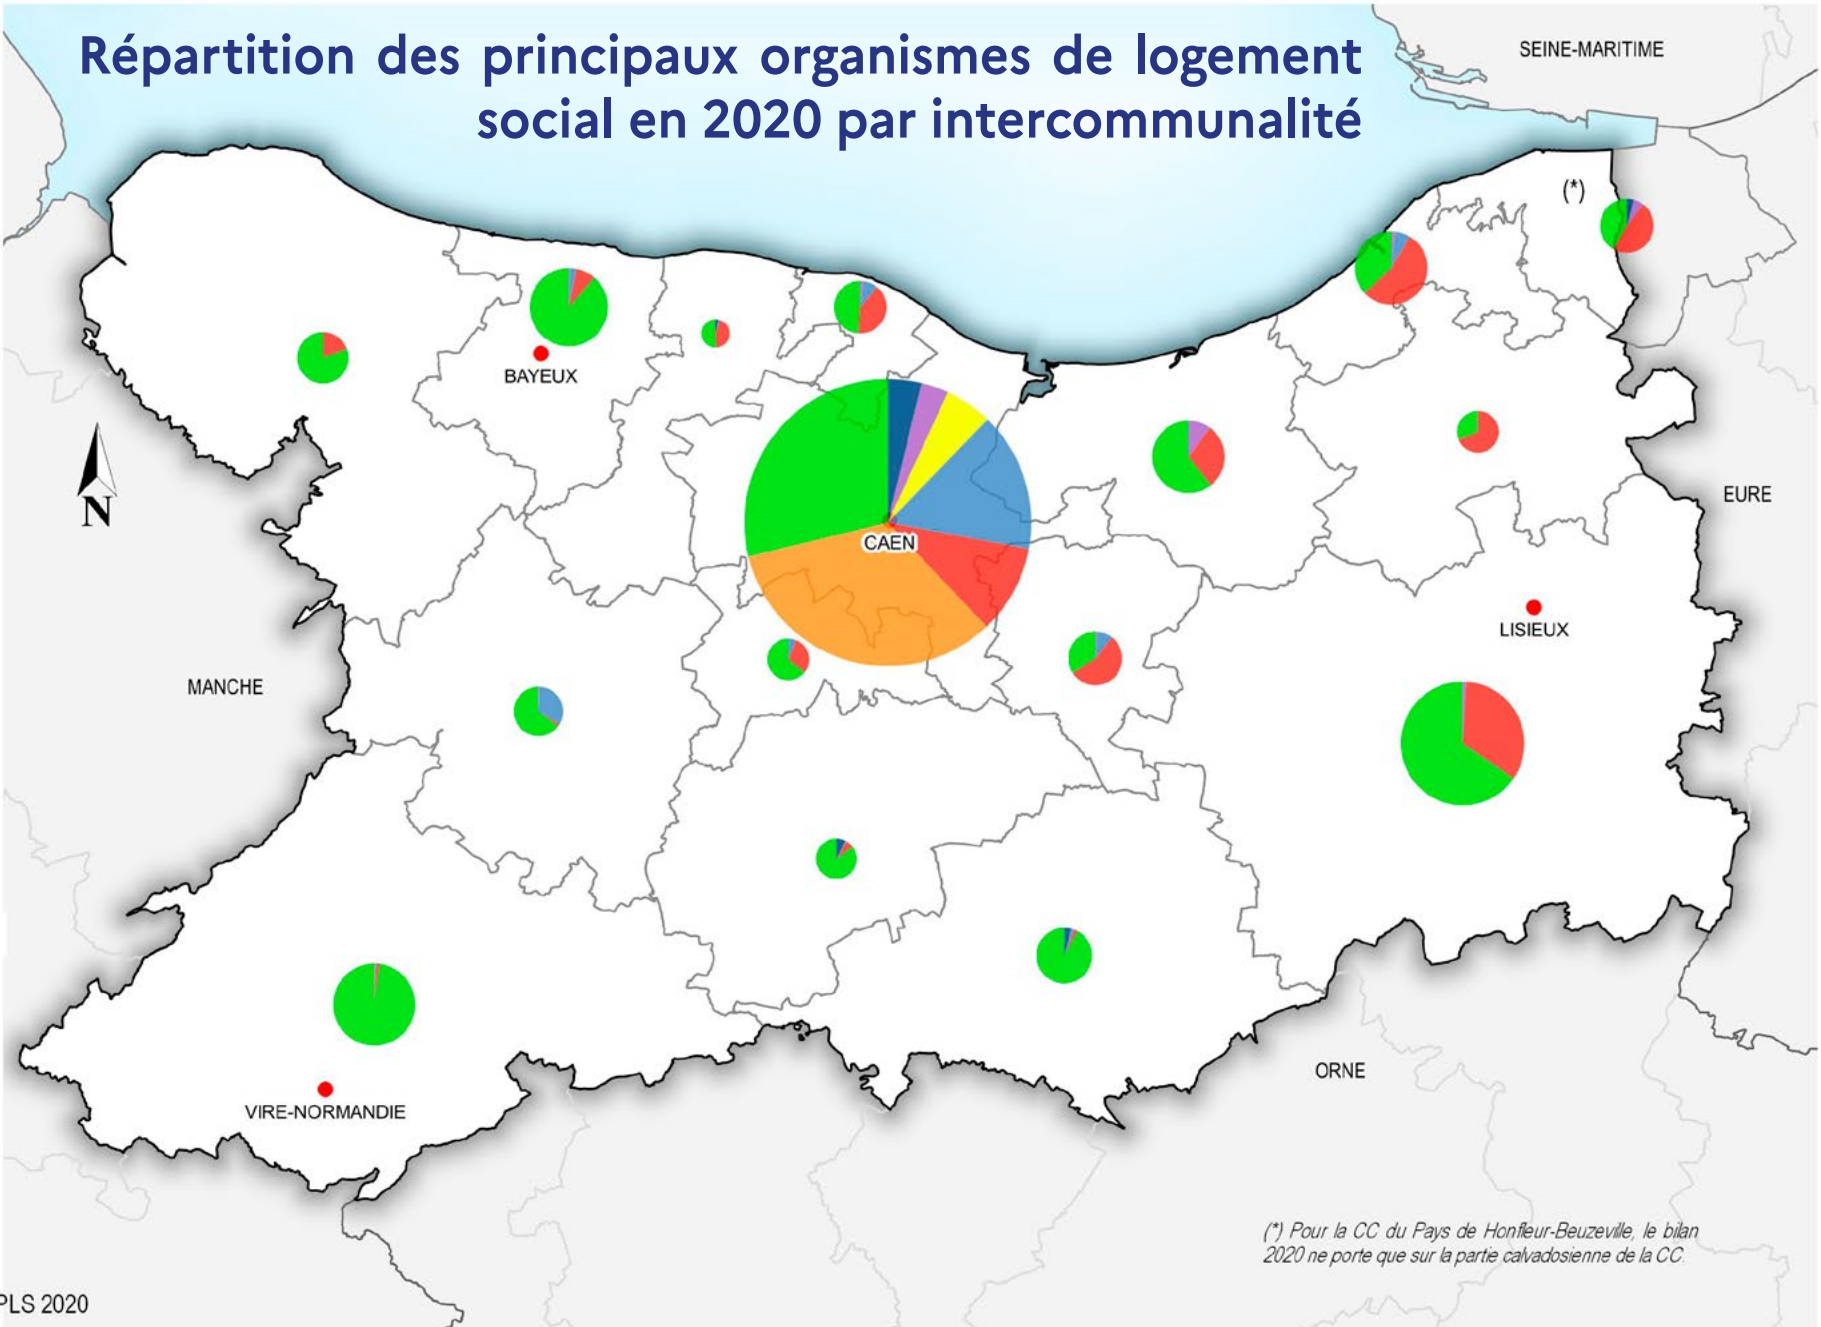 Répartition des principaux organismes de logement
social en 2020 par intercommunalité
SEINE-MARITIME
(*)
BAYEUX
N
CAEN
EURE
LISIEUX
MANCHE
ORNE
VIRE-NORMANDIE
(*) Pour la CC du Pays de Honfleur-Beuzeville, le bilan
2020 ne porte que sur la partie calvadosienne de la CC.
PLS 2020